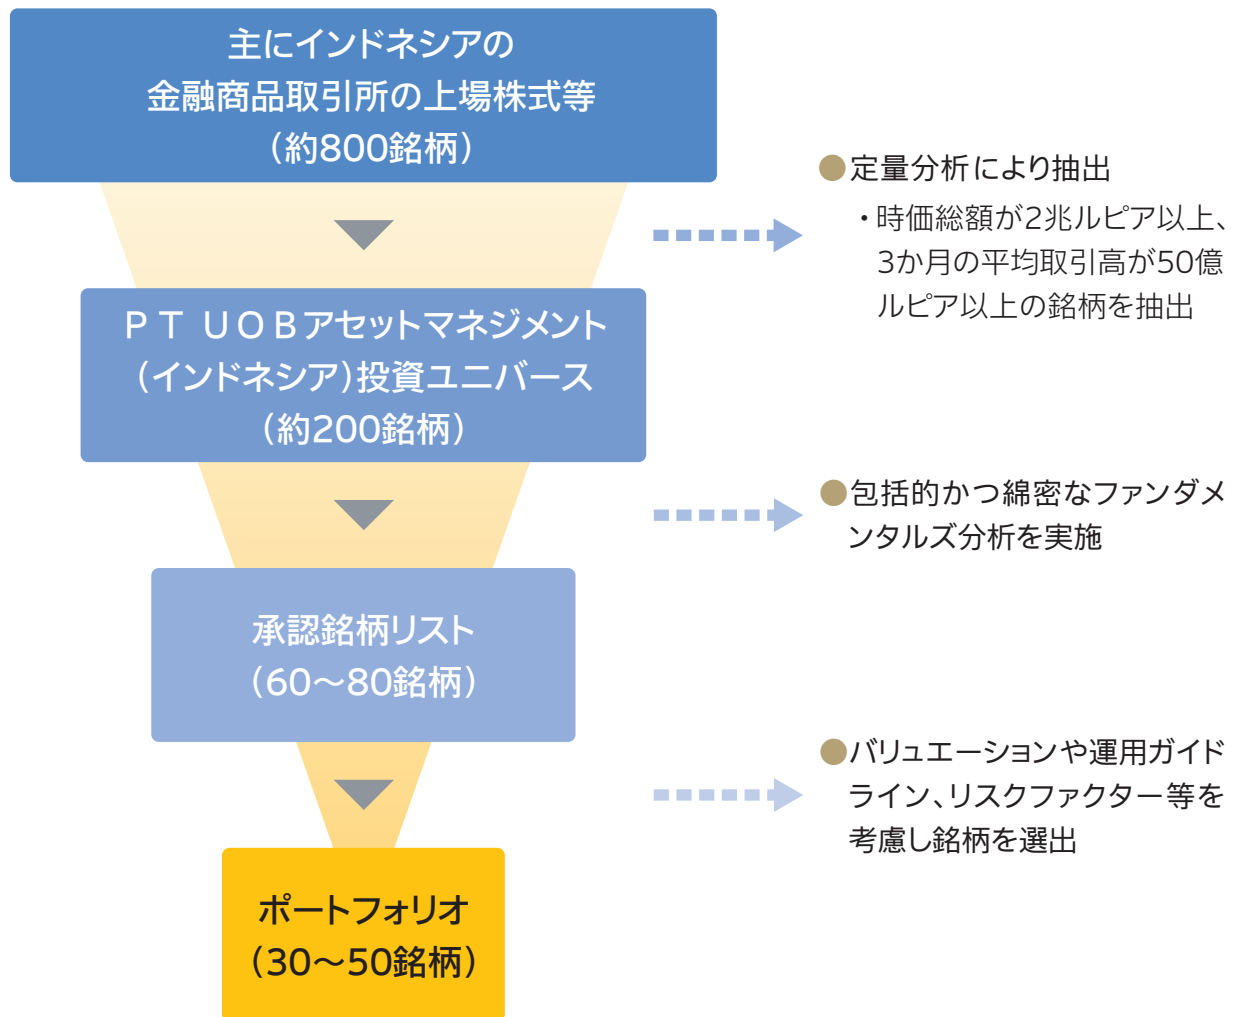 主にインドネシアの
金融商品取引所の上場株式等
（約800銘柄）
●定量分析により抽出
・時価総額が2兆ルピア以上、
3か月の平均取引高が50億
ルピア以上の銘柄を抽出
ＰＴ ＵＯＢアセットマネジメント
（インドネシア）投資ユニバース
（約200銘柄）
●包括的かつ綿密なファンダメ
ンタルズ分析を実施
承認銘柄リスト
（60～80銘柄）
●バリュエーションや運用ガイド
ライン、リスクファクター等を
考慮し銘柄を選出
ポートフォリオ
（30～50銘柄）